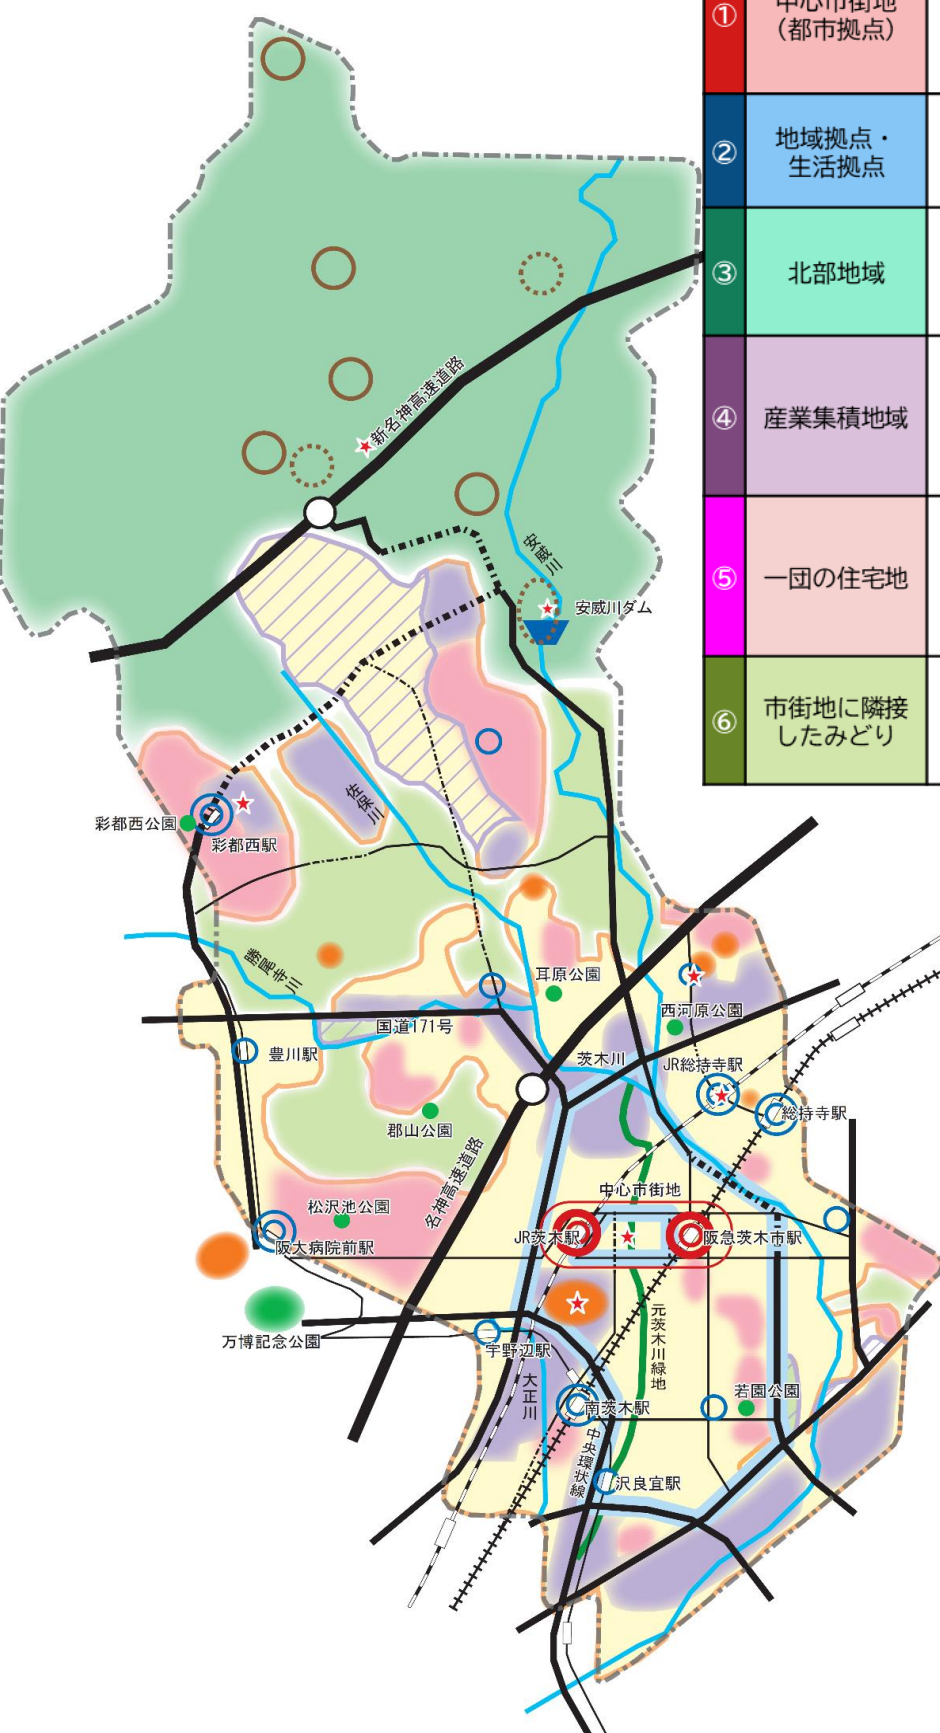 ①
中心市街地
（都市拠点）
②
地域拠点・
生活拠点
③
北部地域
④
産業集積地域
⑤
一団の住宅地
⑥
市街地に隣接
したみどり
新名神高速道路
安威川
安威川ダム
佐保川
彩都西公園
彩都西駅
勝尾寺川
耳原公園
西河原公園
国道171号
豊川駅
茨木川
JR総持寺駅
総持寺駅
郡山公園
名神高速道路
中心市街地
松沢池公園
JR茨木駅
阪急茨木市駅
阪大病院前駅
万博記念公園
宇野辺駅
元茨木川緑地
大正川
南茨木駅
若園公園
中央環状線
沢良宜駅